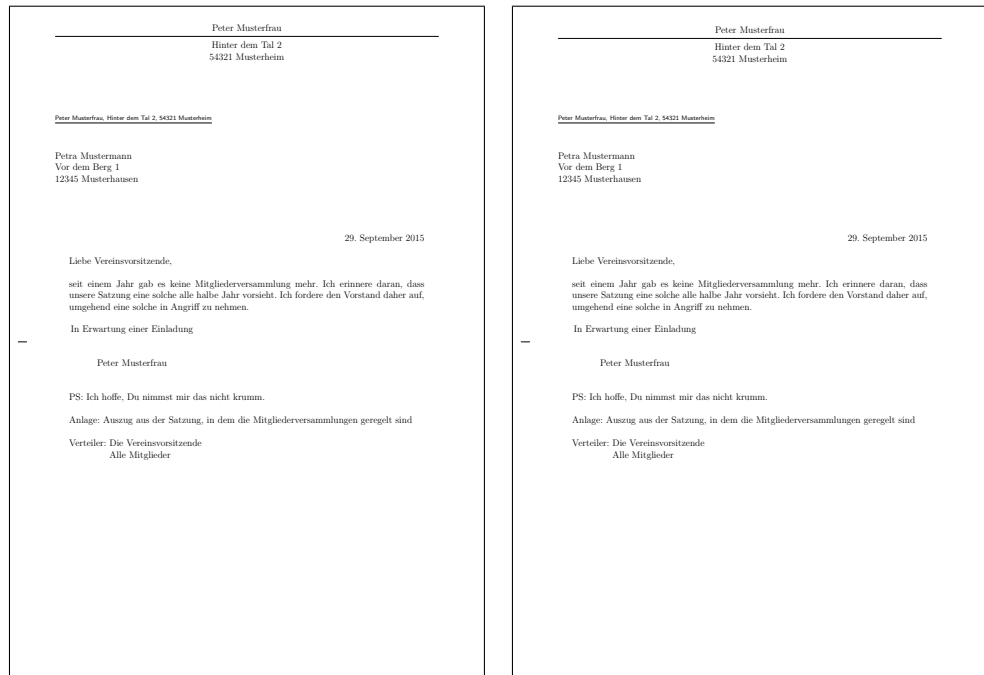 Peter Musterfrau
Hinter dem Tal 2
54321 Musterheim
Peter Musterfrau, Hinter dem Tal 2, 54321 Musterheim
Petra Mustermann
Vor dem Berg 1
12345 Musterhausen
29. September 2015
Liebe Vereinsvorsitzende,
seit einem Jahr gab es keine Mitgliederversammlung mehr. Ich erinnere daran, dass
unsere Satzung eine solche alle halbe Jahr vorsieht. Ich fordere den Vorstand daher auf,
umgehend eine solche in Angriff zu nehmen.
In Erwartung einer Einladung
Peter Musterfrau
PS: Ich hoffe, Du nimmst mir das nicht krumm.
Anlage: Auszug aus der Satzung, in dem die Mitgliederversammlungen geregelt sind
Verteiler: Die Vereinsvorsitzende
Alle Mitglieder
Peter Musterfrau
Hinter dem Tal 2
54321 Musterheim
Peter Musterfrau, Hinter dem Tal 2, 54321 Musterheim
Petra Mustermann
Vor dem Berg 1
12345 Musterhausen
29. September 2015
Liebe Vereinsvorsitzende,
seit einem Jahr gab es keine Mitgliederversammlung mehr. Ich erinnere daran, dass
unsere Satzung eine solche alle halbe Jahr vorsieht. Ich fordere den Vorstand daher auf,
umgehend eine solche in Angriff zu nehmen.
In Erwartung einer Einladung
Peter Musterfrau
PS: Ich hoffe, Du nimmst mir das nicht krumm.
Anlage: Auszug aus der Satzung, in dem die Mitgliederversammlungen geregelt sind
Verteiler: Die Vereinsvorsitzende
Alle Mitglieder